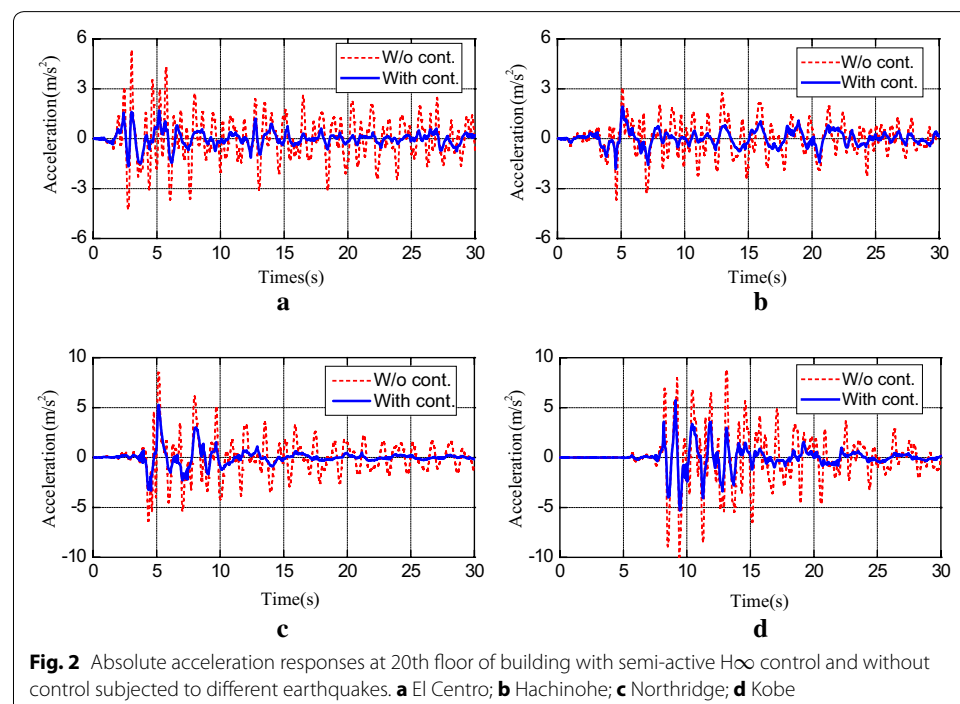 6
3
0
-3
-6
Acceleration(m/s²)
W/o cont.
With cont.
0 5 10 15 20 25 30
Times(s)
a
6
3
0
-3
6
Acceleration(m/s²)
W/o cont.
With cont.
0 5 10 15 20 25 30
Time(s)
b
10
5
0
-5
-10
Acceleration(m/s²)
W/o cont.
With cont.
0 5 10 15 20 25 30
Time(s)
c
10
5
0
-5
-10
Acceleration(m/s²)
W/o cont.
With cont.
0 5 10 15 20 25 30
Time(s)
d
Fig. 2 Absolute acceleration responses at 20th floor of building with semi-active H∞ control and without
control subjected to different earthquakes. a El Centro; b Hachinohe; c Northridge; d Kobe